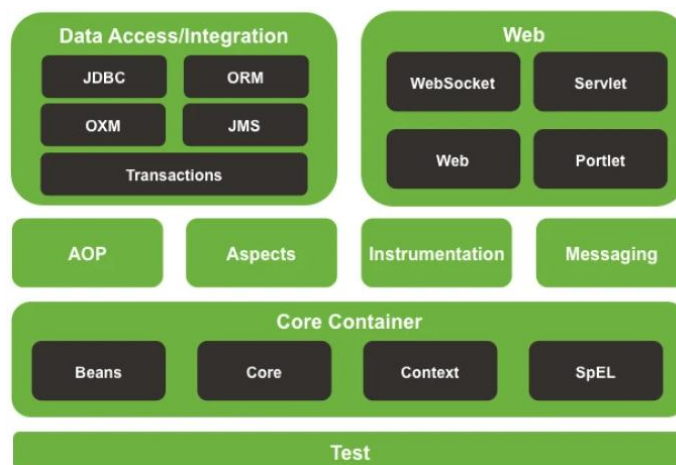 Data Access/Integration
JDBC
ORM
OXM
JMS
Transactions
Web
WebSocket
Servlet
Web
Portlet
AOP
Aspects
Instrumentation
Messaging
Core Container
Beans
Core
Context
SpEL
Test